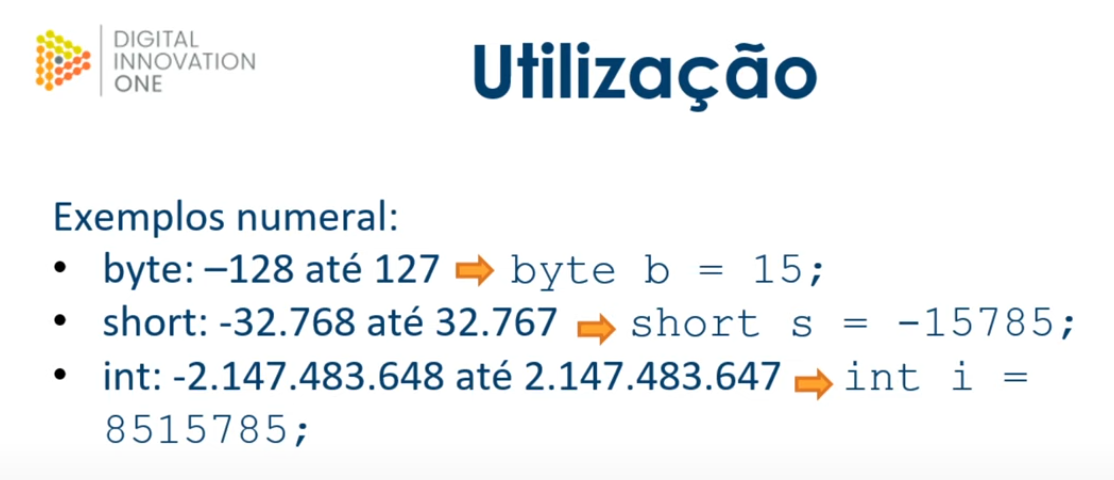 DIGITAL
INNOVATION
ONE
Utilização
Exemplos numeral:
• byte: –128 até 127 byte b = 15;
• short: -32.768 até 32.767 short s = -15785;
• int: -2.147.483.648 até 2.147.483.647 int i =
8515785;